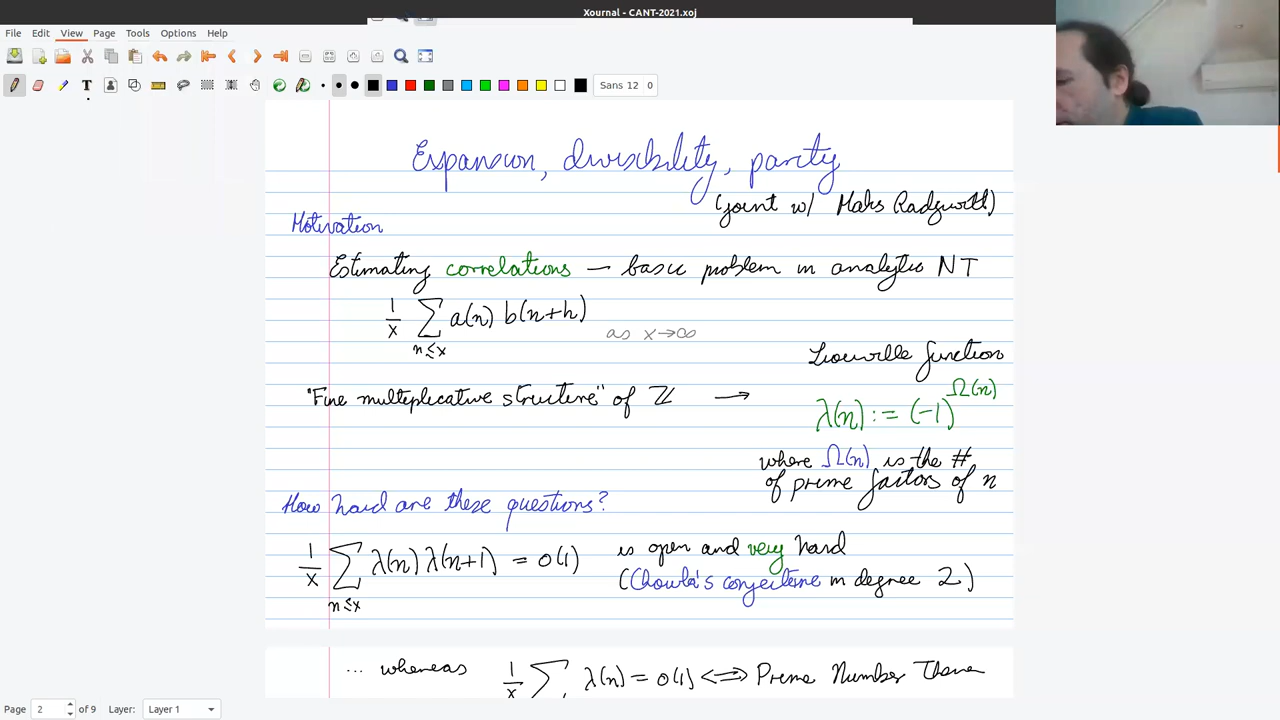 Xournal - CANT-2021.xoj
File Edit View Page Tools Options Help
Sans 12 0
Expansion, divisibility, parity
(joint w/ Maks Radziwiłł)
Motivation
Estimating correlations — basic problem in analytic NT
1/x ∑_{n≤x} a(n) b(n+h)
as x→∞
Liouville function
"Fine multiplicative structure" of ℤ →
λ(n) := (-1)^{Ω(n)}
where Ω(n) is the #
of prime factors of n
How hard are these questions?
1/x ∑_{n≤x} λ(n) λ(n+1) = o(1) is open and very hard
(Chowla's conjecture in degree 2)
... whereas 1/x ∑ λ(n) = o(1) ⟺ Prime Number Theorem
Page 2 of 9 Layer: Layer 1